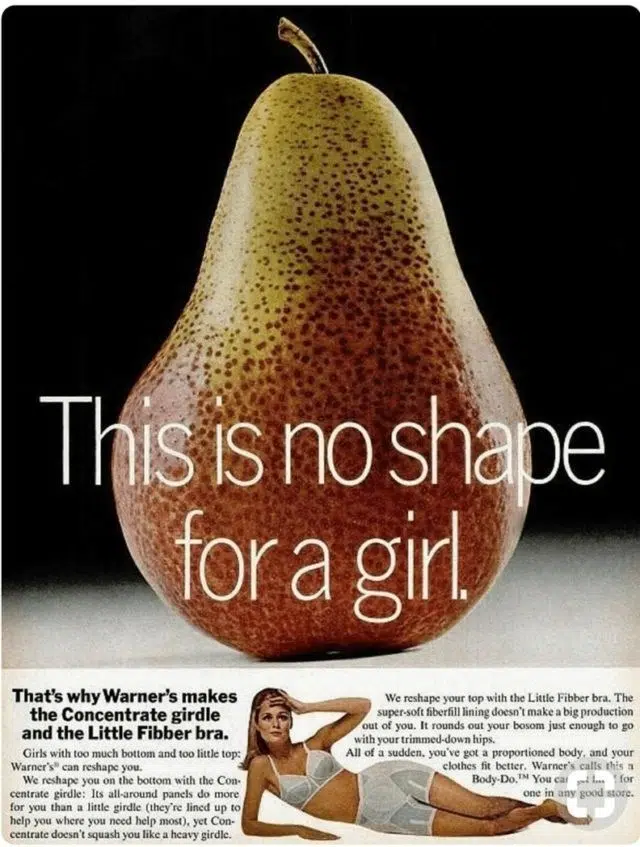 This is no shape
for a girl.
That's why Warner's makes
the Concentrate girdle
and the Little Fibber bra.
Girls with too much bottom and too little top:
Warner's® can reshape you.
We reshape you on the bottom with the Con-
centrate girdle: Its all-around panels do more
for you than a little girdle (they're lined up to
help you where you need help most), yet Con-
centrate doesn't squash you like a heavy girdle.
We reshape your top with the Little Fibber bra. The
super-soft fiberfill lining doesn't make a big production
out of you. It rounds out your bosom just enough to go
with your trimmed-down hips.
All of a sudden, you've got a proportioned body, and your
clothes fit better. Warner's calls this a
Body-Do.™ You can for
one in any good store.